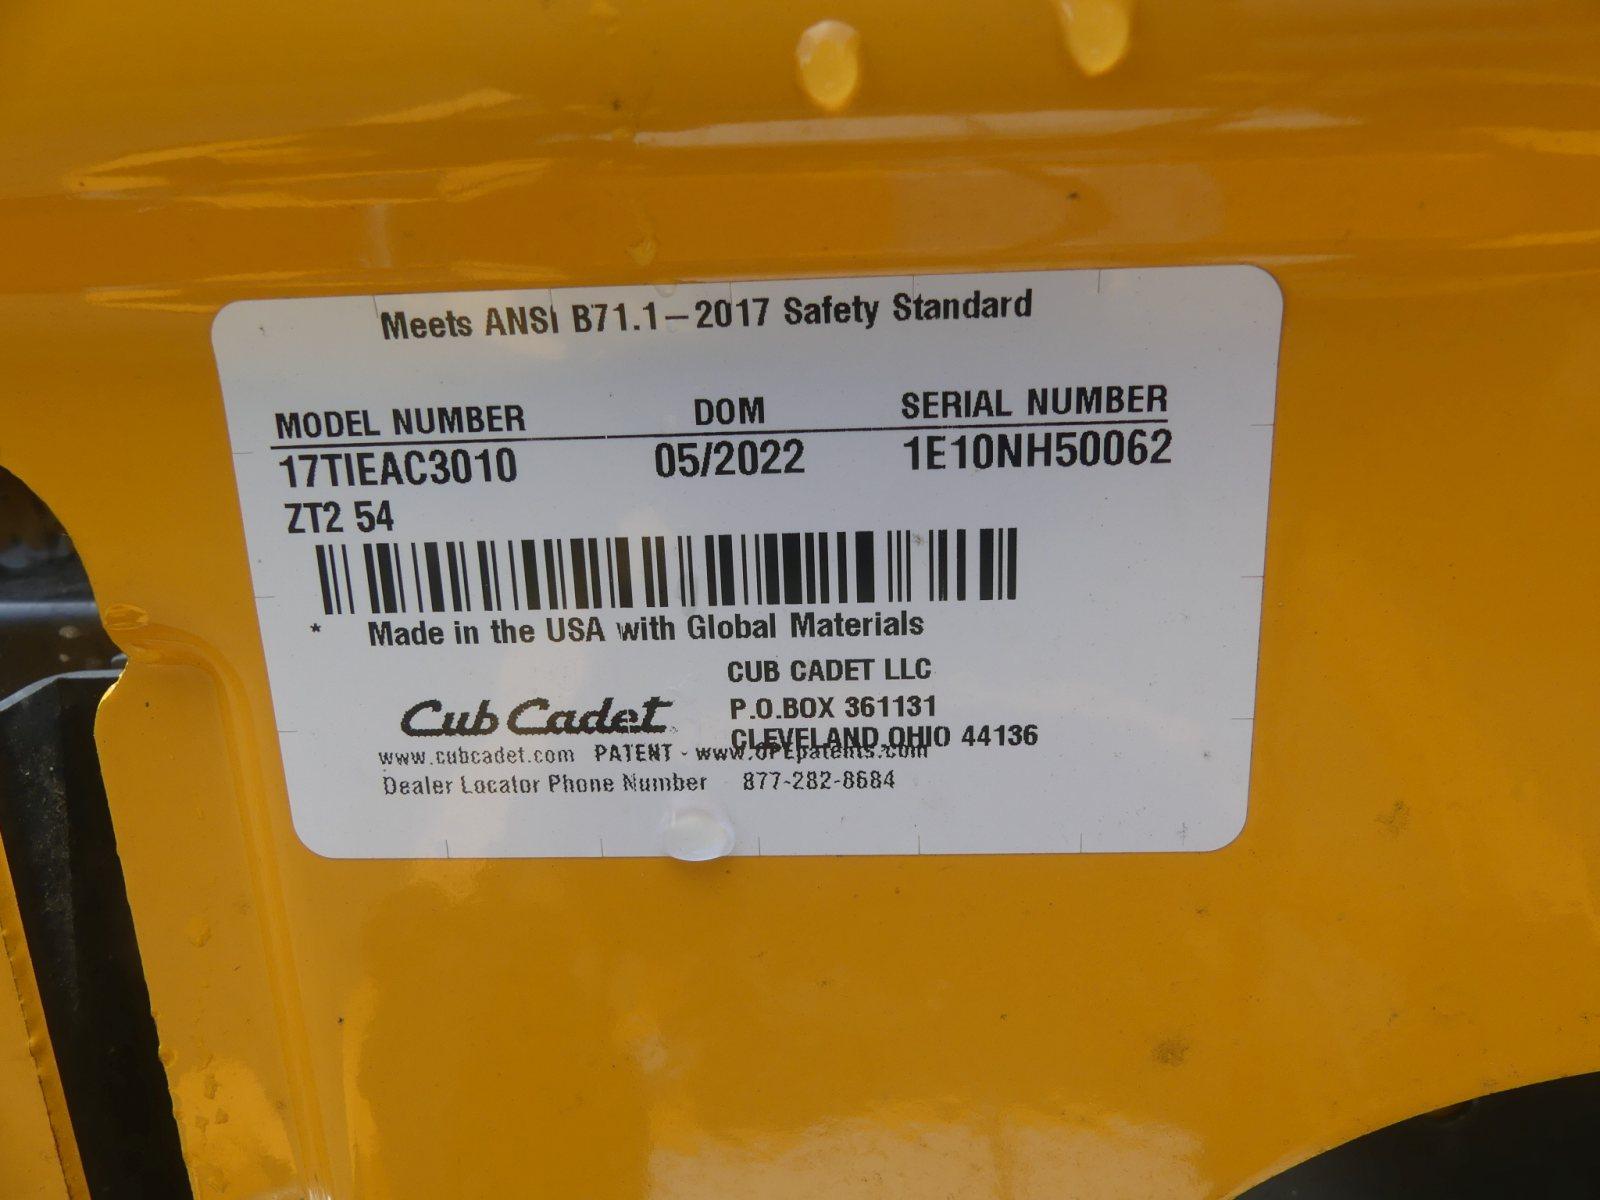 Meets ANSI B71.1-2017 Safety Standard
MODEL NUMBER DOM SERIAL NUMBER
17TIEAC3010 05/2022 1E10NH50062
ZT2 54
* Made in the USA with Global Materials
CUB CADET LLC
Cub Cadet P.O.BOX 361131
CLEVELAND,OHIO 44136
www.cubcadet.com PATENT - www.OPEpatents.com
Dealer Locator Phone Number 877-282-8684